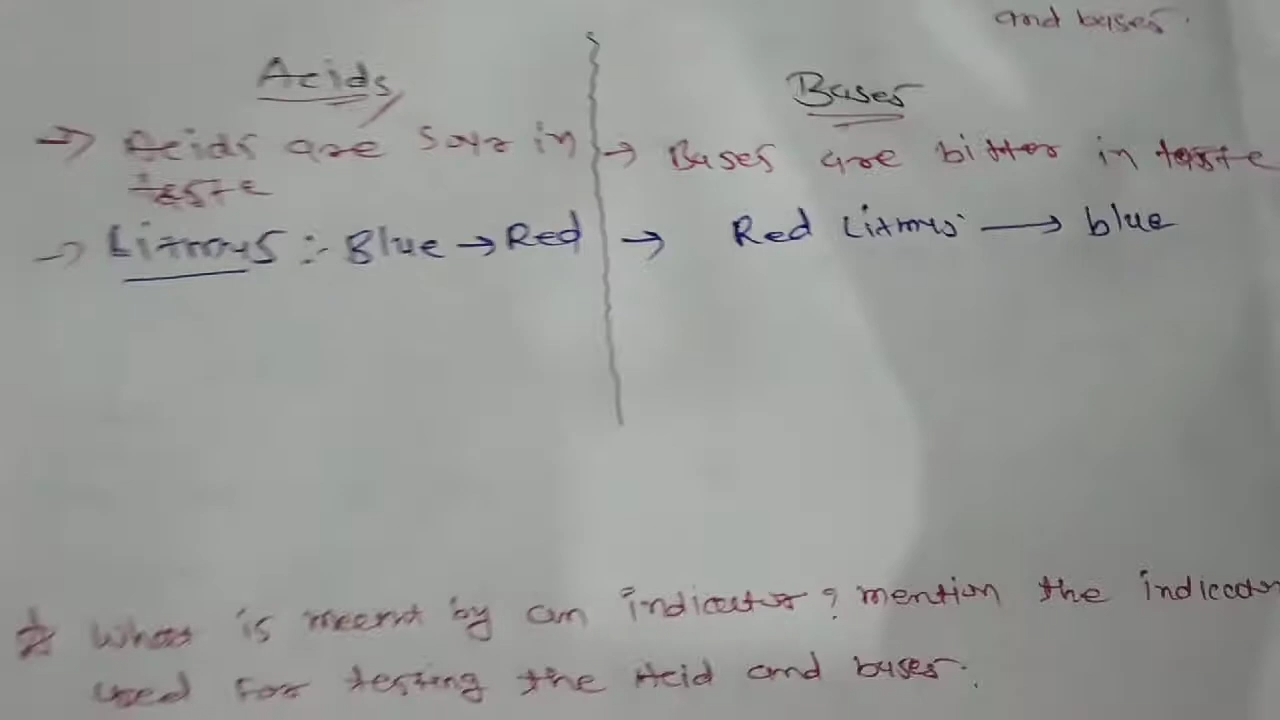 and bases.
Acids
→ Acids are Sour in
taste
→ Litmus :- Blue → Red
Bases
→ Bases are bitter in taste
→ Red Litmus → blue
What is meant by an indicator? mention the indicator
used for testing the Acid and bases.